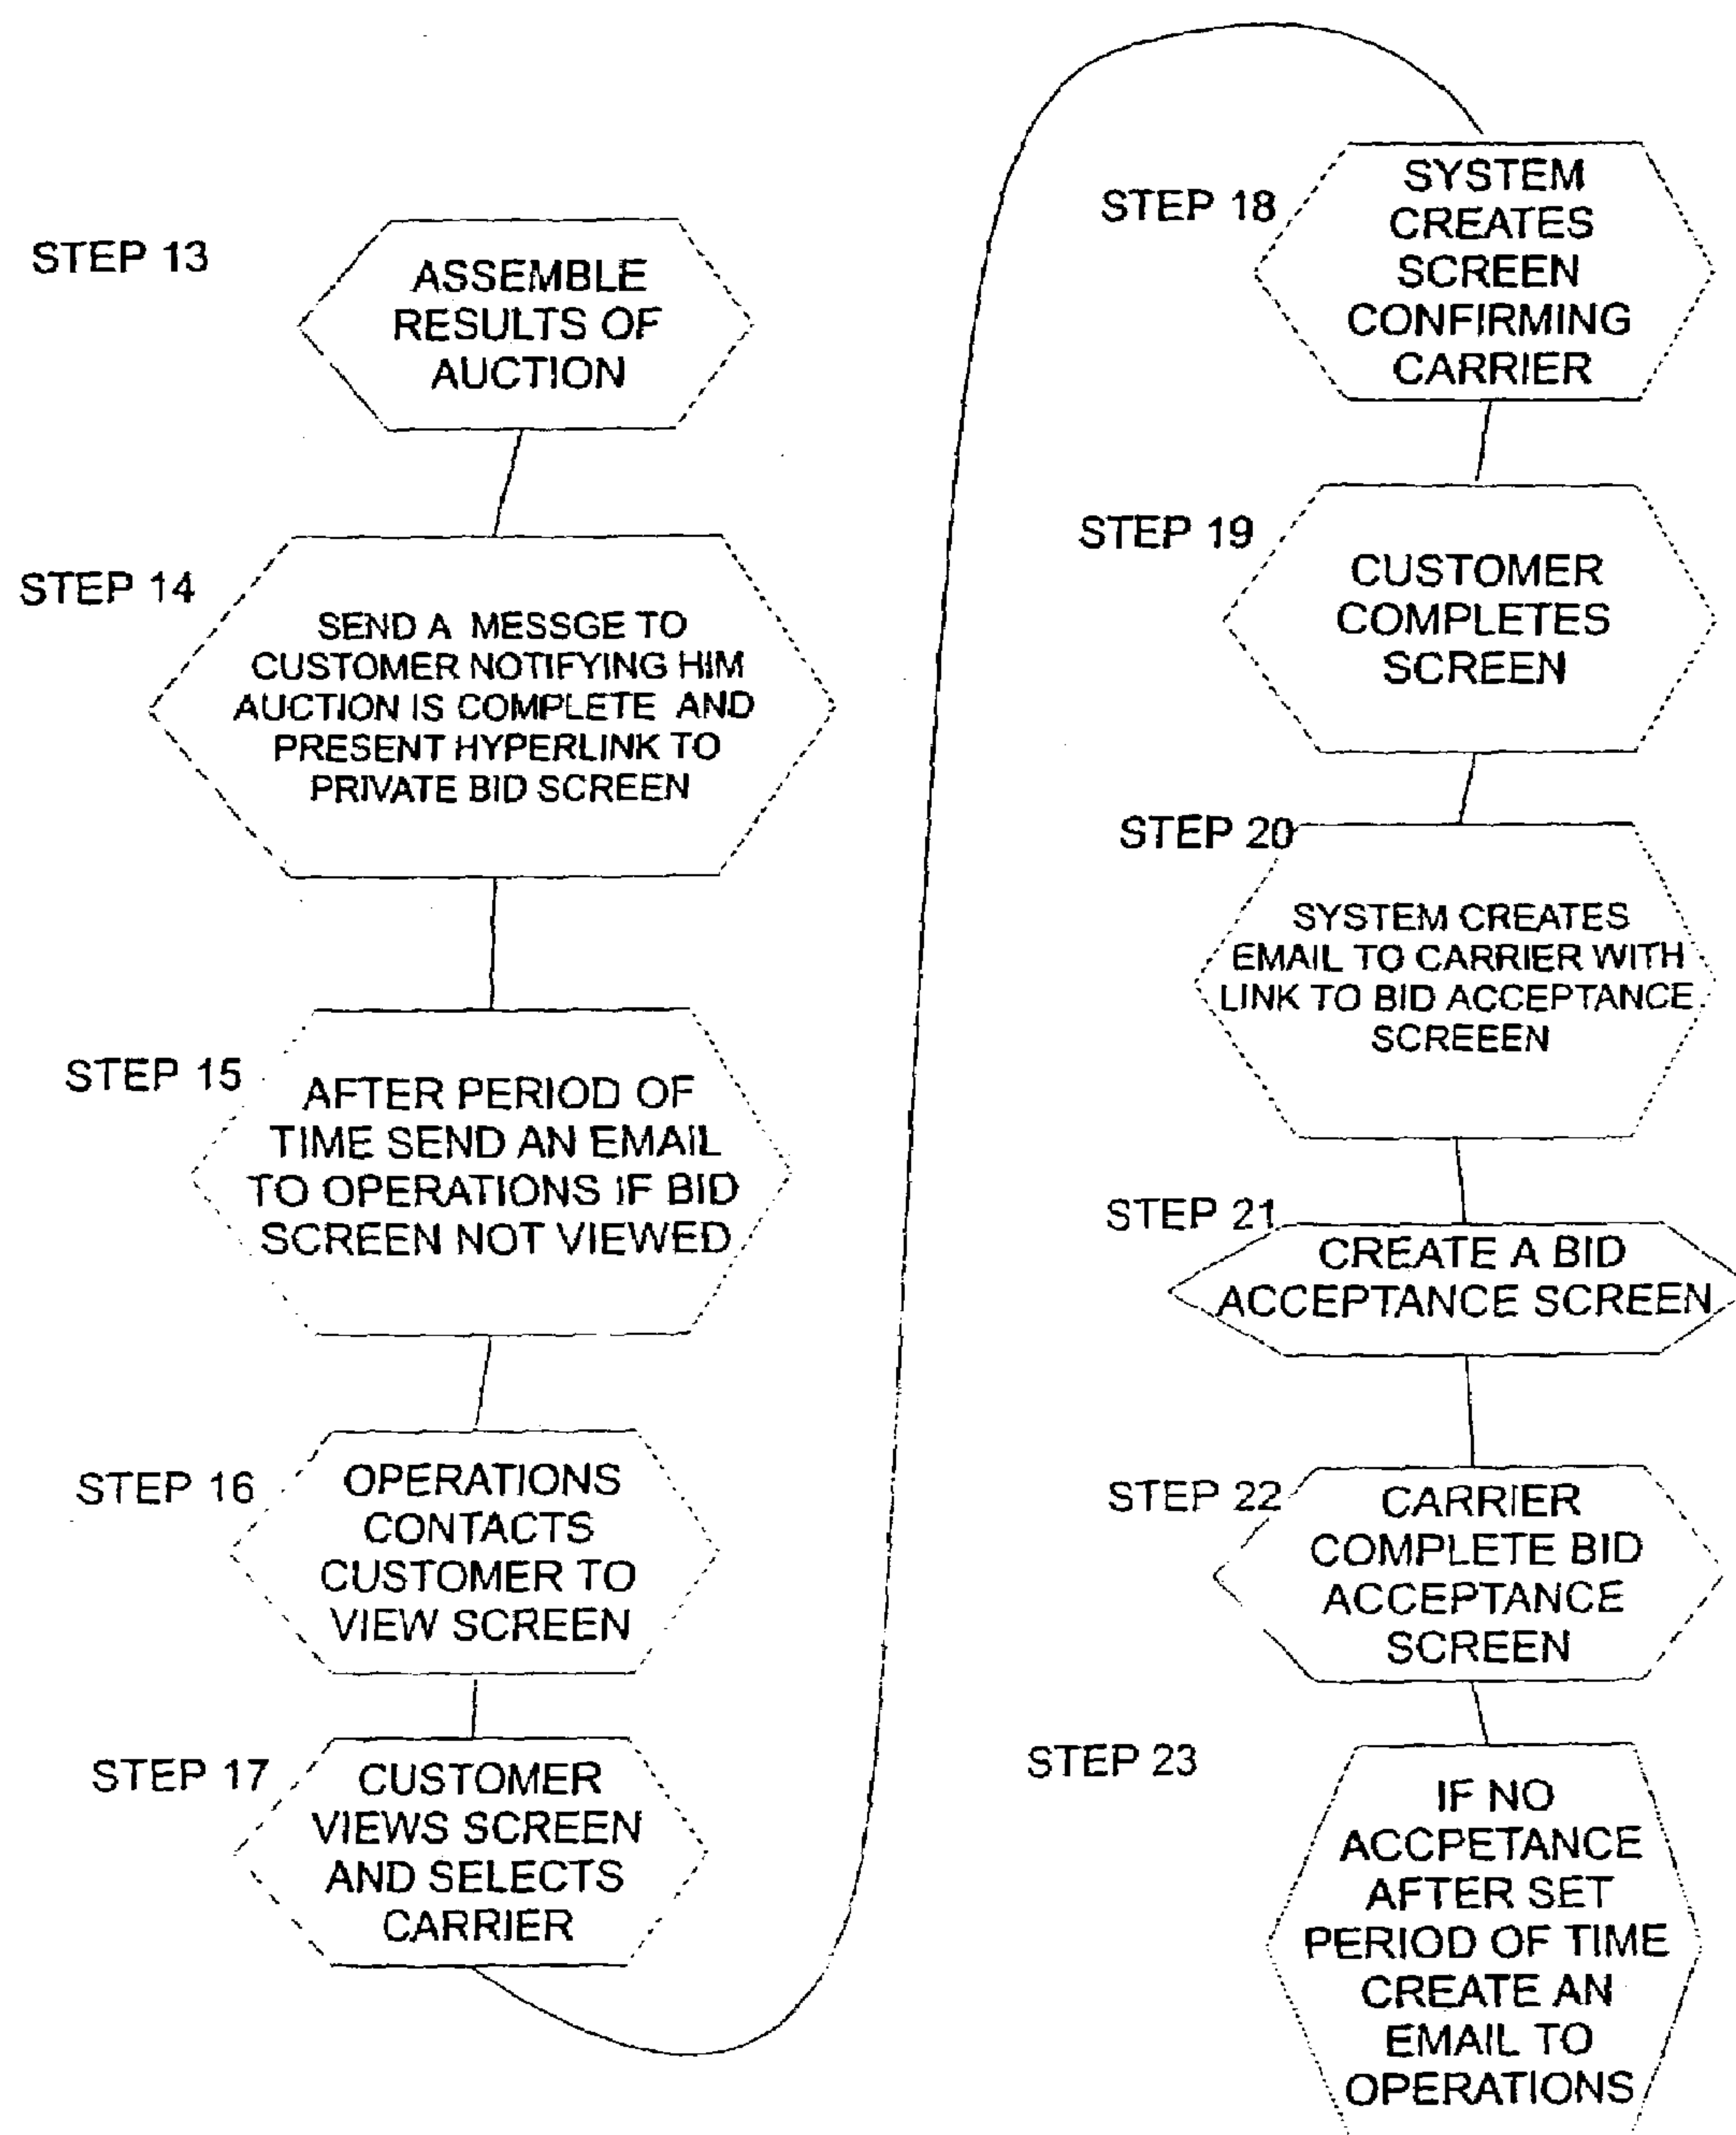 STEP 13
ASSEMBLE
RESULTS OF
AUCTION
STEP 14
SEND A MESSGE TO
CUSTOMER NOTIFYING HIM
AUCTION IS COMPLETE AND
PRESENT HYPERLINK TO
PRIVATE BID SCREEN
STEP 15
AFTER PERIOD OF
TIME SEND AN EMAIL
TO OPERATIONS IF BID
SCREEN NOT VIEWED
STEP 16
OPERATIONS
CONTACTS
CUSTOMER TO
VIEW SCREEN
STEP 17
CUSTOMER
VIEWS SCREEN
AND SELECTS
CARRIER
STEP 18
SYSTEM
CREATES
SCREEN
CONFIRMING
CARRIER
STEP 19
CUSTOMER
COMPLETES
SCREEN
STEP 20
SYSTEM CREATES
EMAIL TO CARRIER WITH
LINK TO BID ACCEPTANCE
SCREEEN
STEP 21
CREATE A BID
ACCEPTANCE SCREEN
STEP 22
CARRIER
COMPLETE BID
ACCEPTANCE
SCREEN
STEP 23
IF NO
ACCPETANCE
AFTER SET
PERIOD OF TIME
CREATE AN
EMAIL TO
OPERATIONS